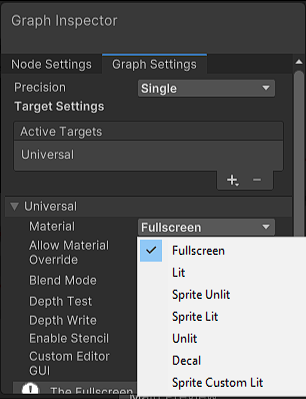 Graph Inspector
Node Settings Graph Settings
Precision Single
Target Settings
Active Targets
Universal
+ −
Universal
Material Fullscreen
Allow Material
Override
Blend Mode
Depth Test
Depth Write
Enable Stencil
Custom Editor
GUI
The Fullscreen
Fullscreen
Lit
Sprite Unlit
Sprite Lit
Unlit
Decal
Sprite Custom Lit